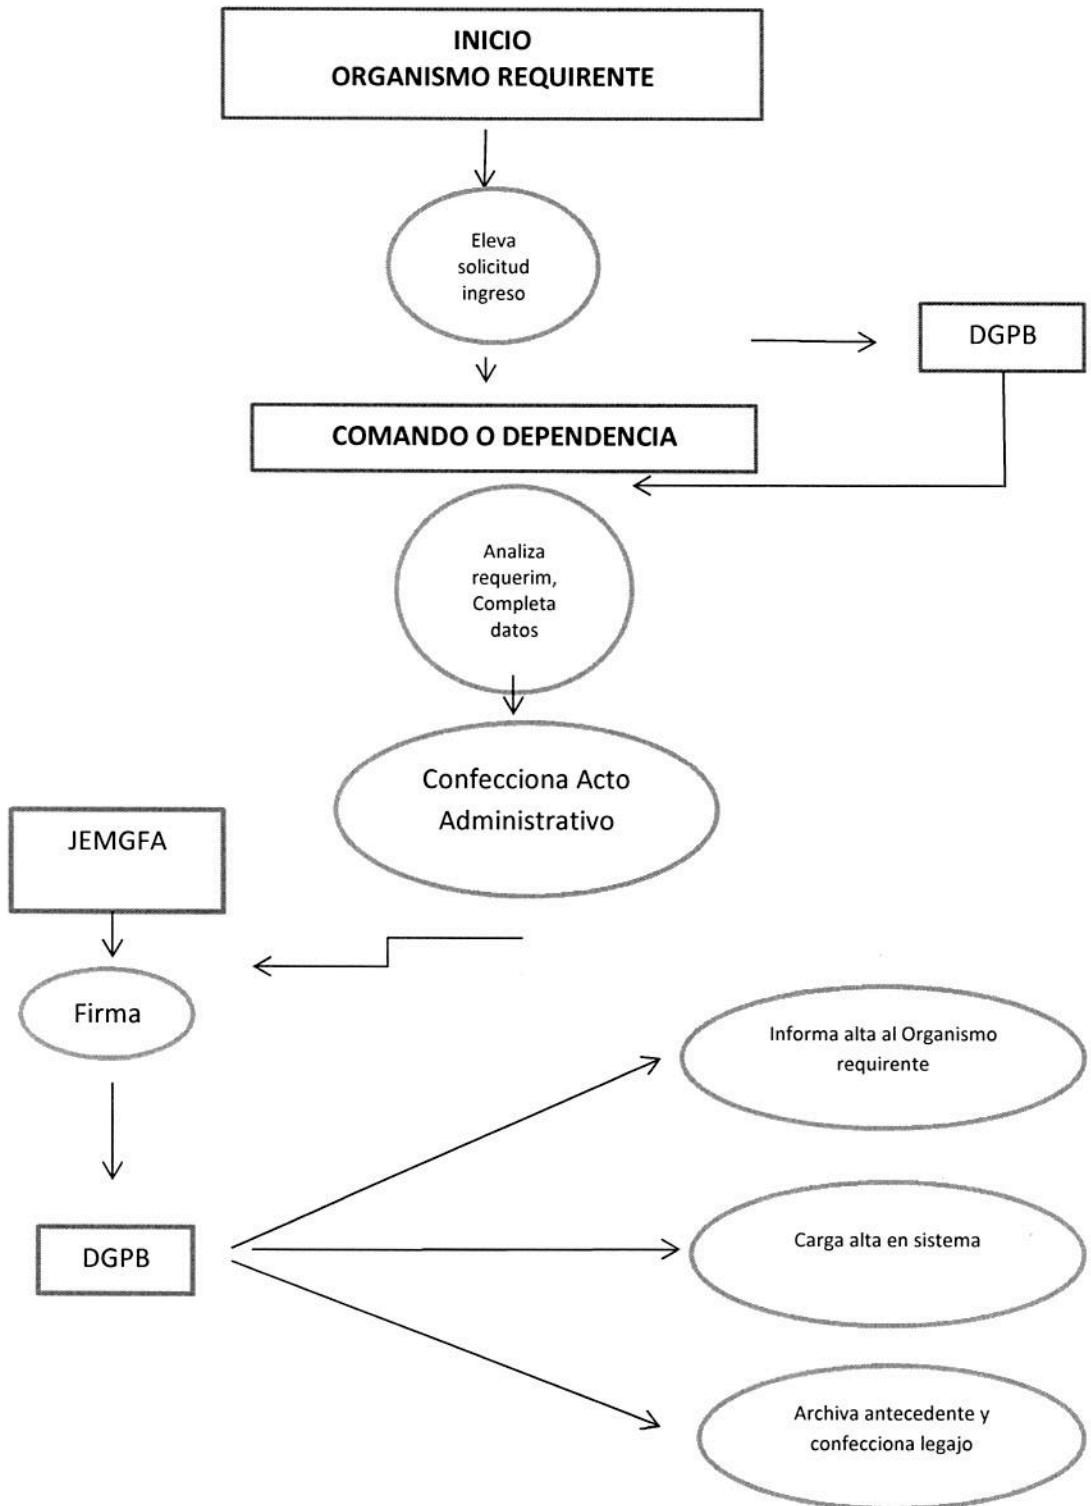 INICIO
ORGANISMO REQUIRENTE
Eleva
solicitud
ingreso
DGPB
COMANDO O DEPENDENCIA
Analiza
requerim,
Completa
datos
Confecciona Acto
Administrativo
JEMGFA
Firma
Informa alta al Organismo
requirente
DGPB
Carga alta en sistema
Archiva antecedente y
confecciona legajo